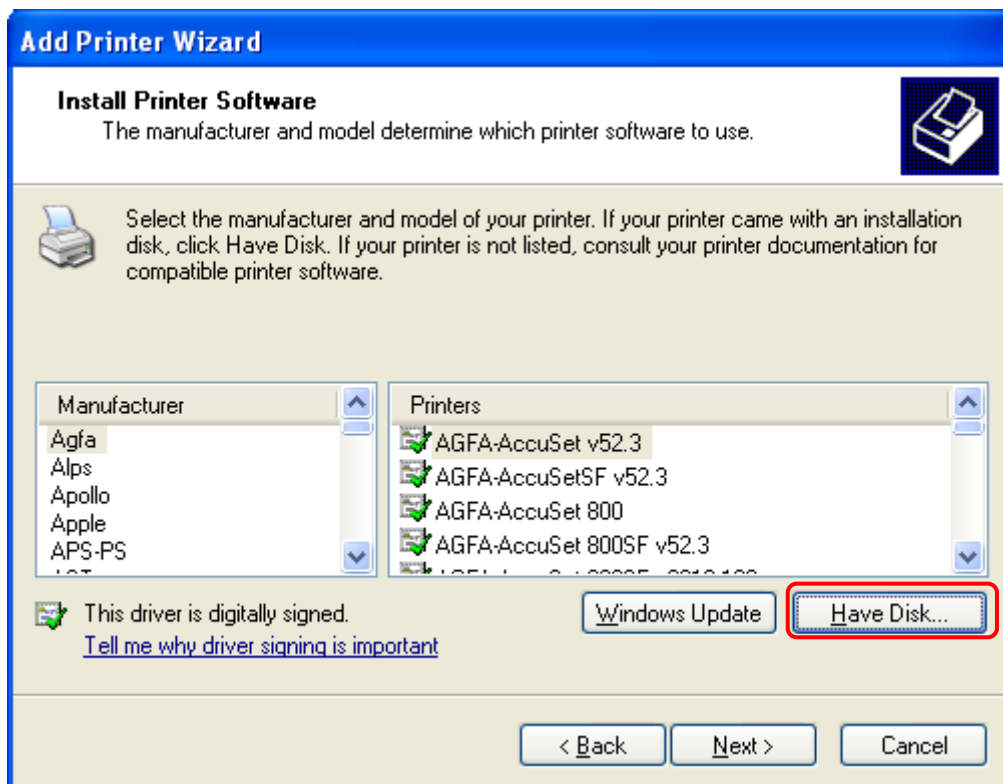 Add Printer Wizard
Install Printer Software
The manufacturer and model determine which printer software to use.
Select the manufacturer and model of your printer. If your printer came with an installation
disk, click Have Disk. If your printer is not listed, consult your printer documentation for
compatible printer software.
Manufacturer
Agfa
Alps
Apollo
Apple
APS-PS
Printers
AGFA-AccuSet v52.3
AGFA-AccuSetSF v52.3
AGFA-AccuSet 800
AGFA-AccuSet 800SF v52.3
This driver is digitally signed.
Tell me why driver signing is important
Windows Update
Have Disk...
< Back
Next >
Cancel